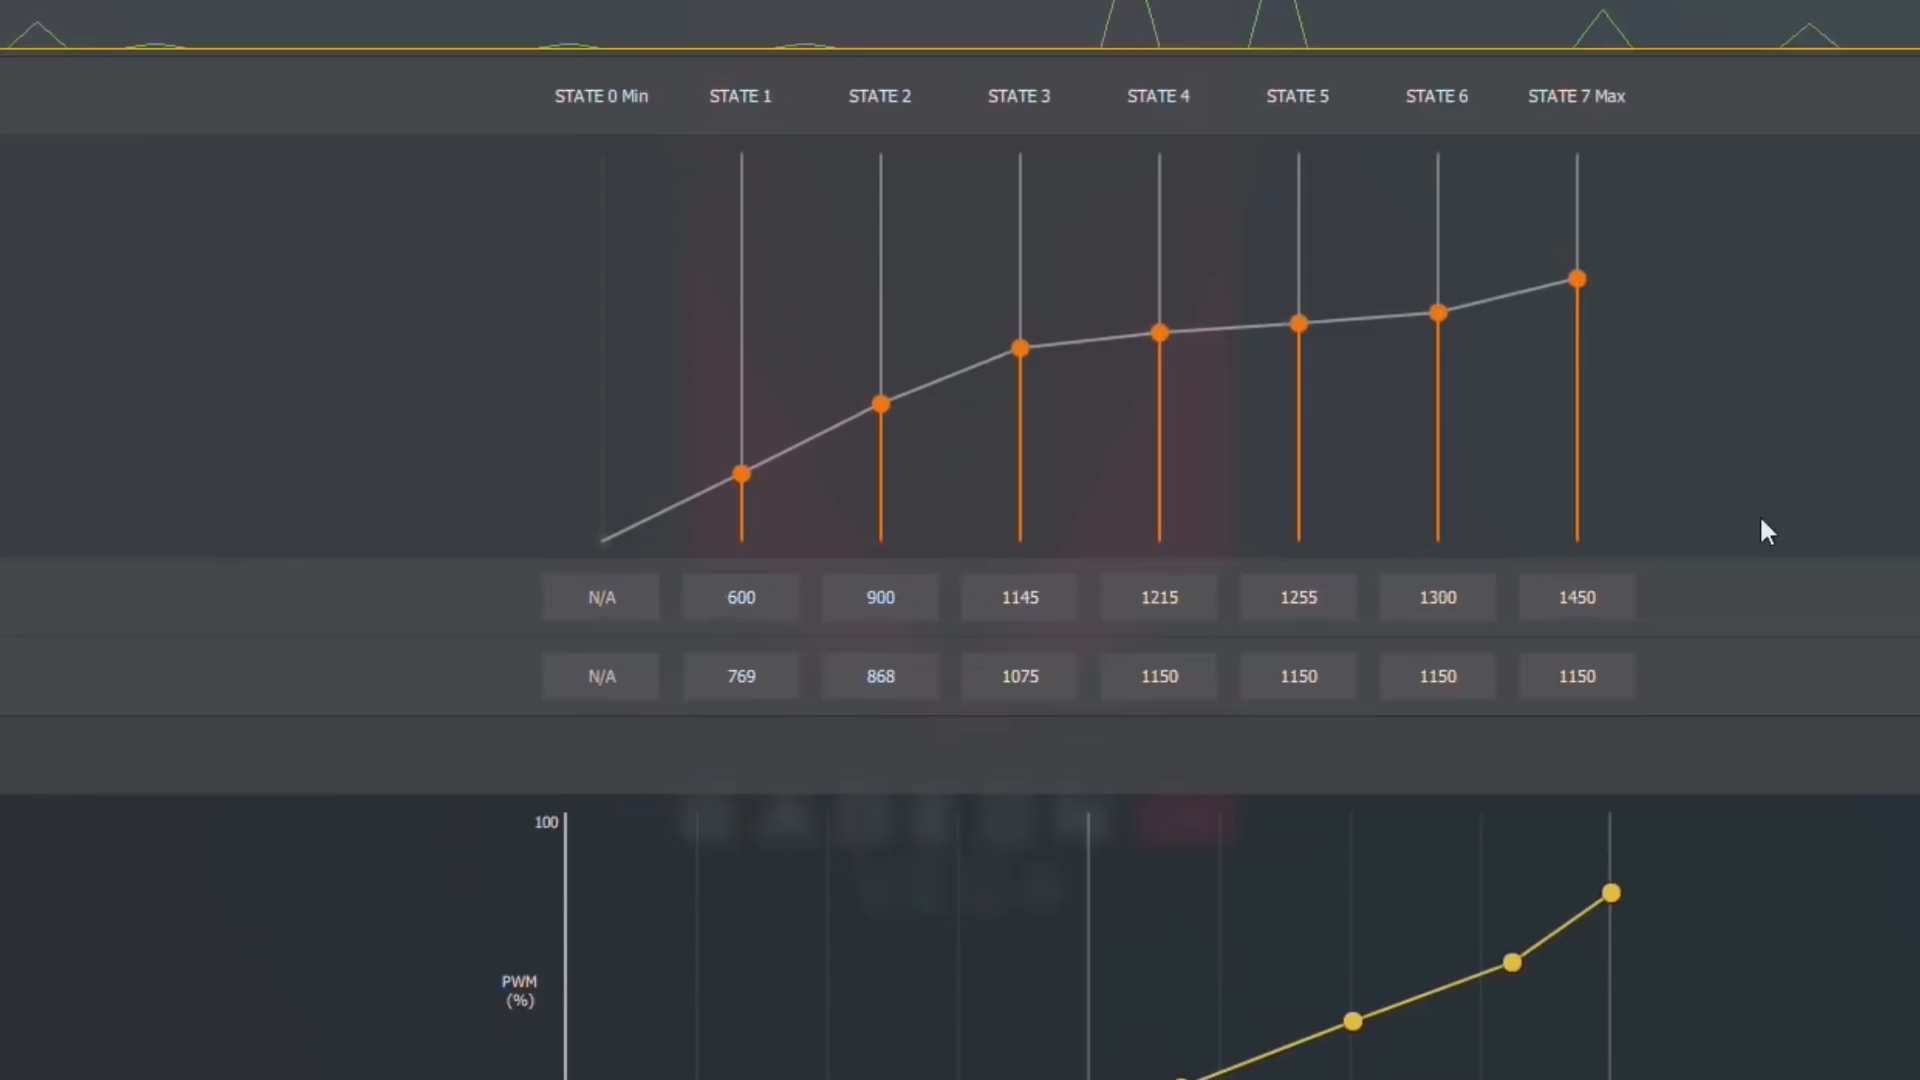 STATE 0 Min STATE 1 STATE 2 STATE 3 STATE 4 STATE 5 STATE 6 STATE 7 Max
N/A 600 900 1145 1215 1255 1300 1450
N/A 769 868 1075 1150 1150 1150 1150
RADEON
100
PWM
(%)